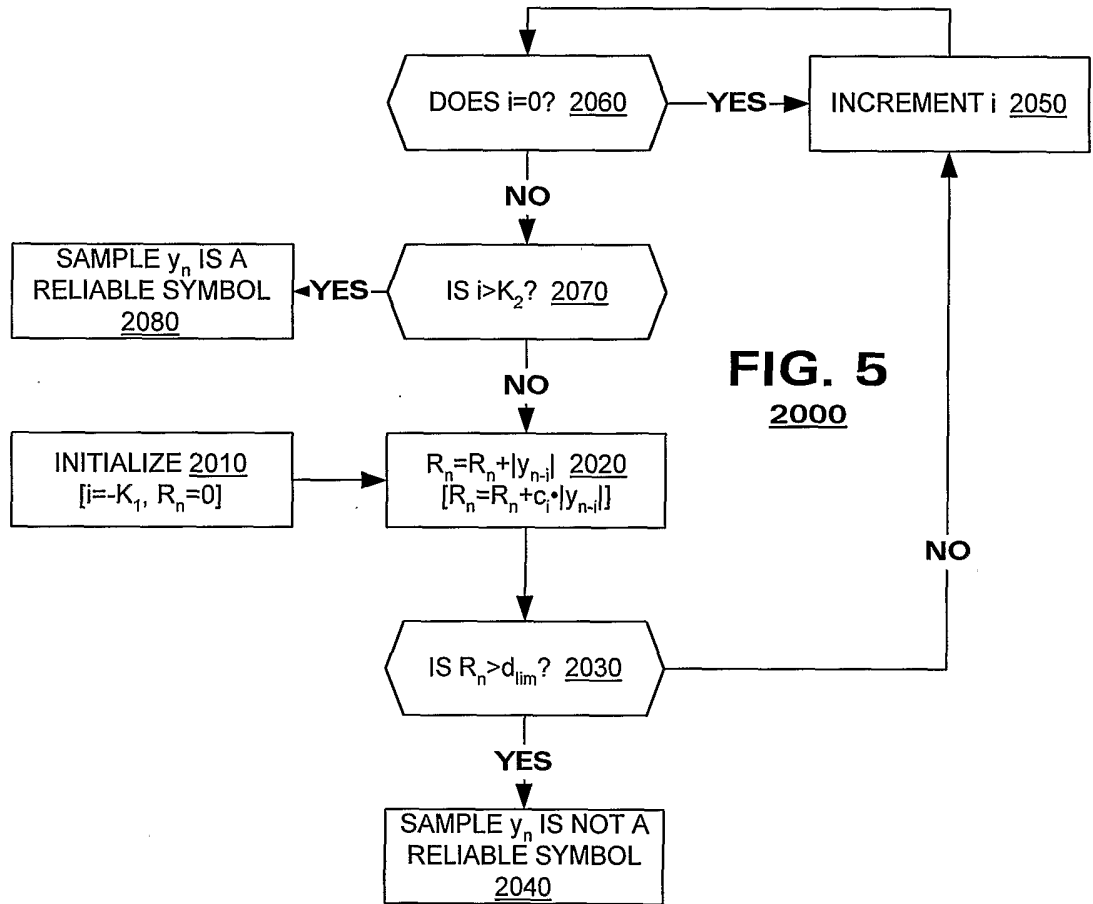 DOES i=0? 2060
YES
INCREMENT i 2050
NO
SAMPLE yₙ IS A
RELIABLE SYMBOL
2080
YES
IS i>K₂? 2070
FIG. 5
2000
NO
INITIALIZE 2010
[i=-K₁, Rₙ=0]
Rₙ=Rₙ+|yₙ₋ᵢ| 2020
[Rₙ=Rₙ+cᵢ•|yₙ₋ᵢ|]
NO
IS Rₙ>d_lim? 2030
YES
SAMPLE yₙ IS NOT A
RELIABLE SYMBOL
2040